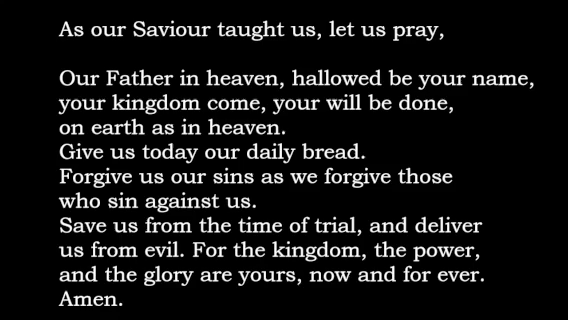 As our Saviour taught us, let us pray,
Our Father in heaven, hallowed be your name,
your kingdom come, your will be done,
on earth as in heaven.
Give us today our daily bread.
Forgive us our sins as we forgive those
who sin against us.
Save us from the time of trial, and deliver
us from evil. For the kingdom, the power,
and the glory are yours, now and for ever.
Amen.